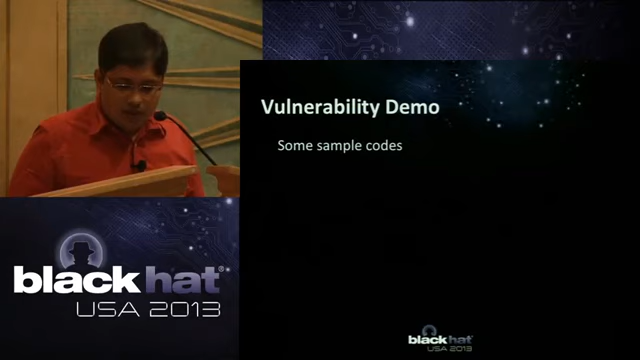 Vulnerability Demo
Some sample codes
black hat®
USA 2013
black hat
USA 2013